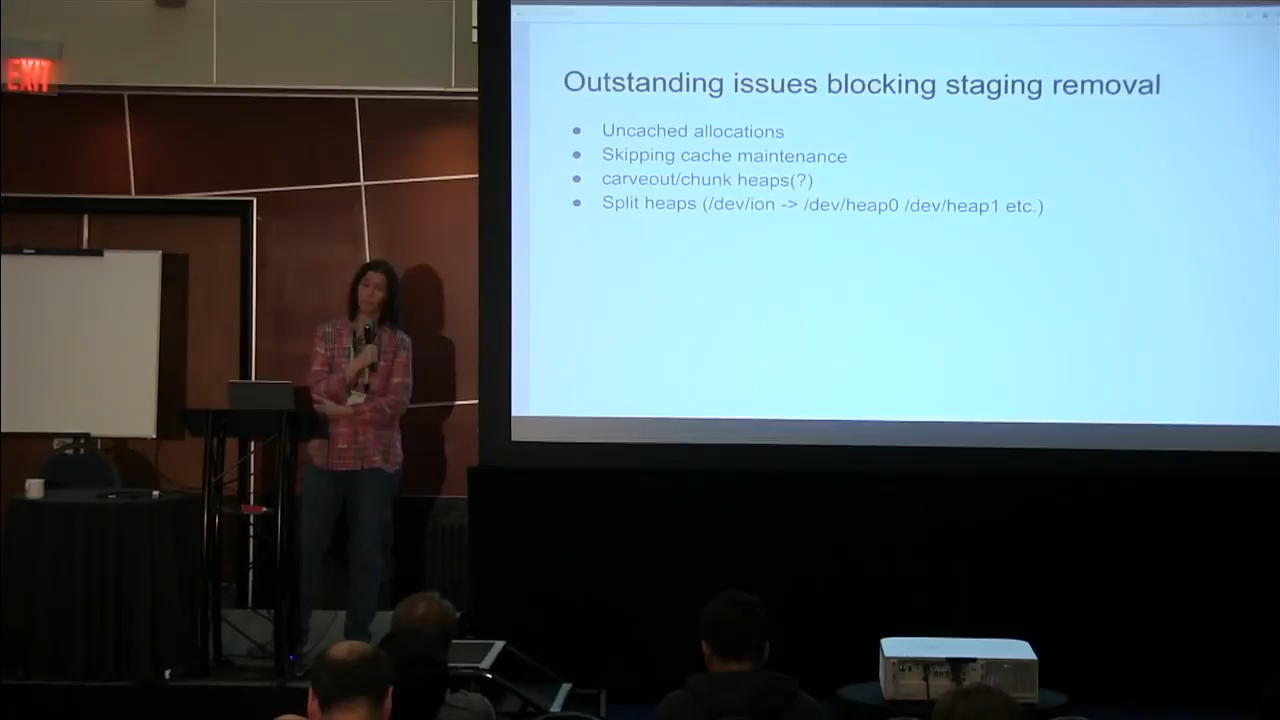 EXIT
Outstanding issues blocking staging removal
● Uncached allocations
● Skipping cache maintenance
● carveout/chunk heaps(?)
● Split heaps (/dev/ion -> /dev/heap0 /dev/heap1 etc.)